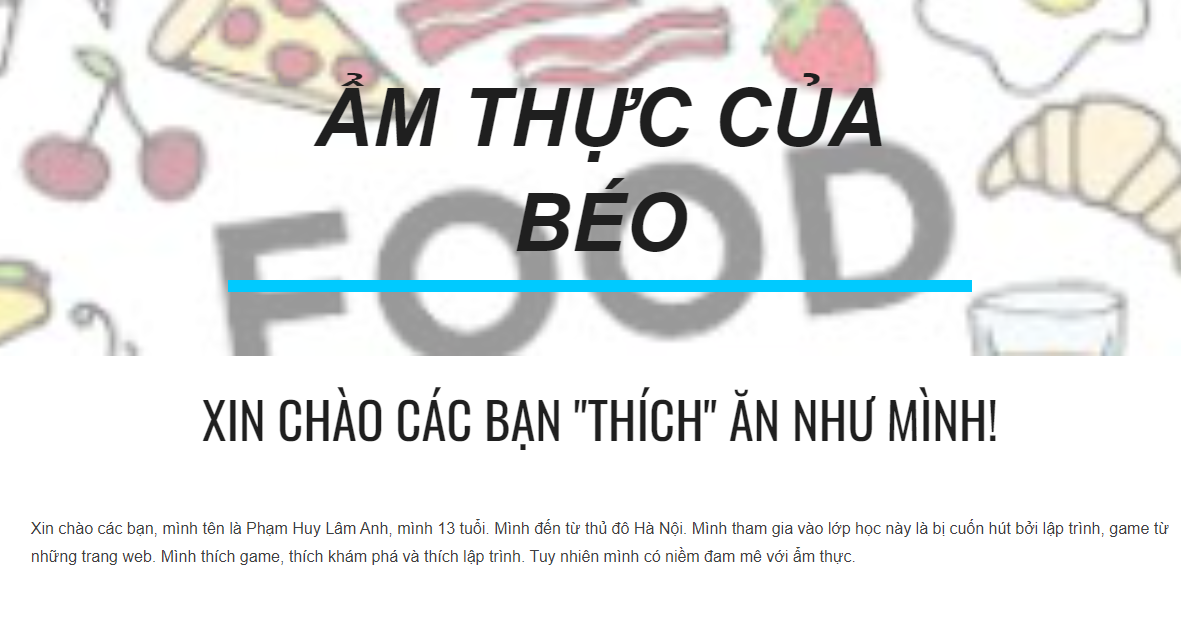 ẨM THỰC CỦA
BÉO
FOOD
XIN CHÀO CÁC BẠN "THÍCH" ĂN NHƯ MÌNH!
Xin chào các bạn, mình tên là Phạm Huy Lâm Anh, mình 13 tuổi. Mình đến từ thủ đô Hà Nội. Mình tham gia vào lớp học này là bị cuốn hút bởi lập trình, game từ
những trang web. Mình thích game, thích khám phá và thích lập trình. Tuy nhiên mình có niềm đam mê với ẩm thực.